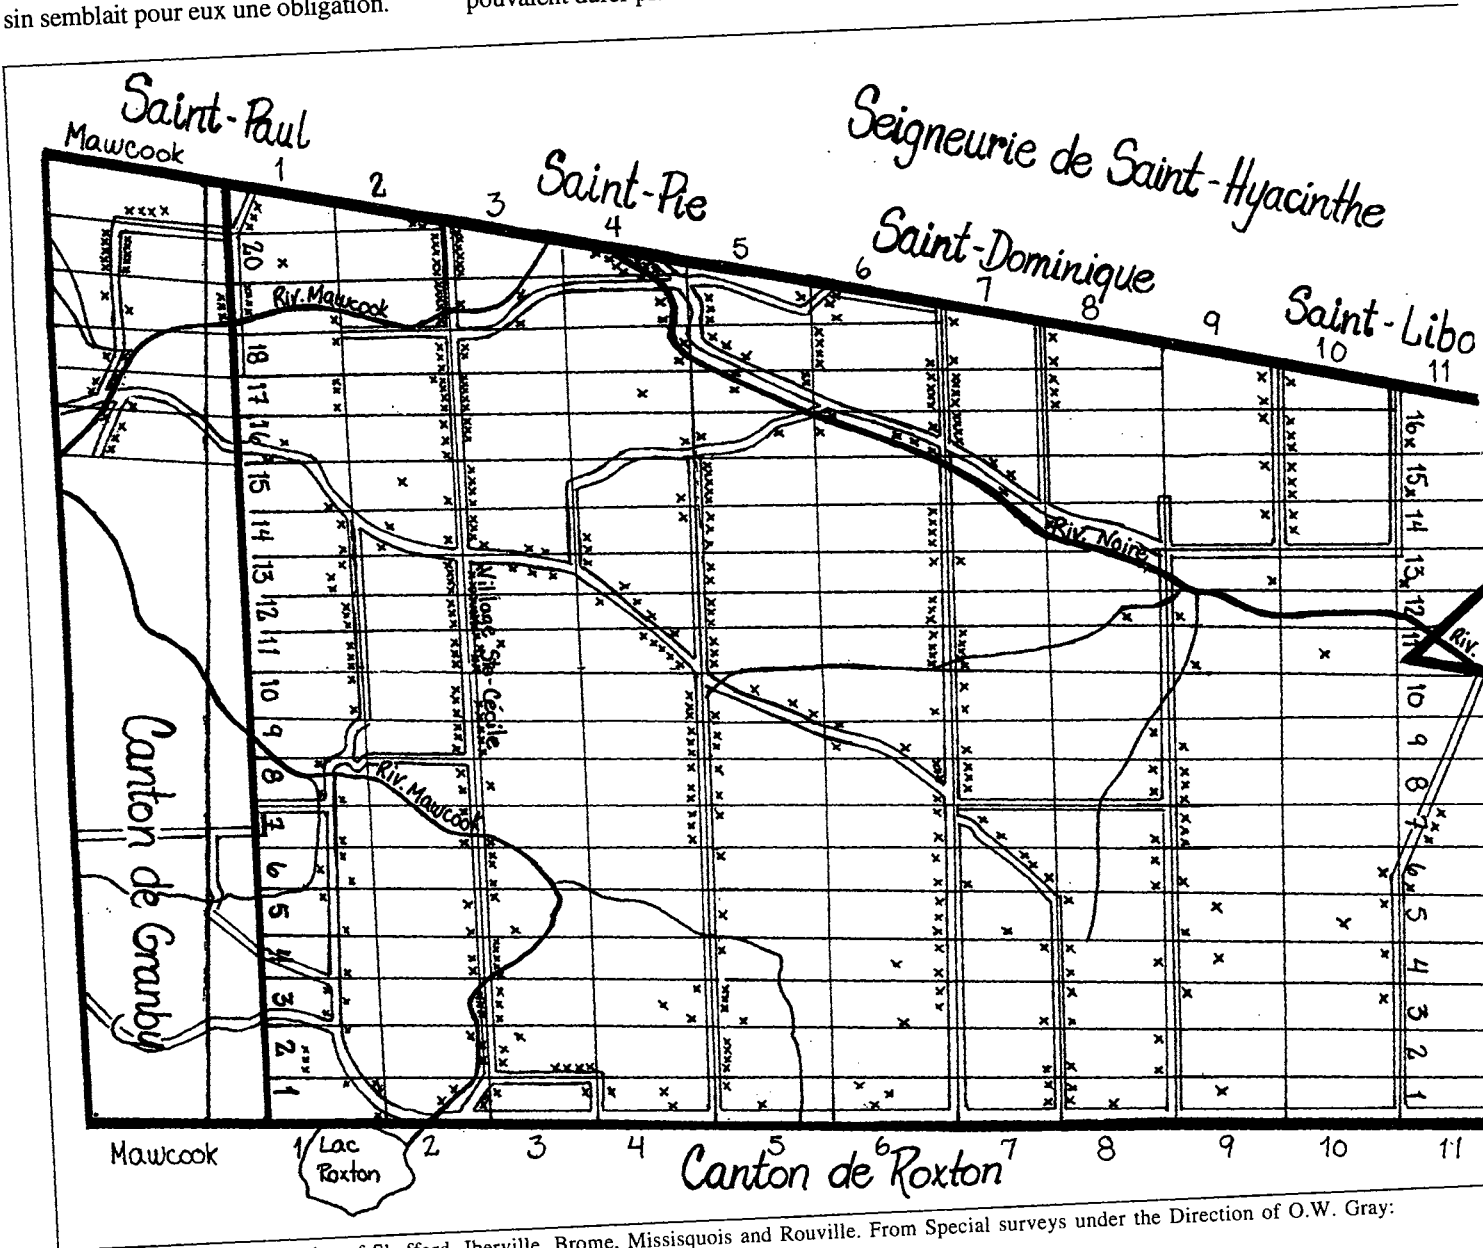 sin semblait pour eux une obligation.
Saint-Paul
Mawcook
Seigneurie de Saint-Hyacinthe
Saint-Pie
Saint-Dominique
Saint-Libo
1 2 3 4 5 6 7 8 9 10 11
Riv. Mawcook
Riv. Noire
Riv.
Village Ste-Cécile
Riv. Mawcook
Canton de Granby
20
18
17
16
15
14
13
12
11
10
9
8
7
6
5
4
3
2
1
16
15
14
13
12
11
10
9
8
7
6
5
4
3
2
1
Mawcook
1 2 3 4 5 6 7 8 9 10 11
Lac
Roxton
Canton de Roxton
of Shefford, Iberville, Brome, Missisquois and Rouville. From Special surveys under the Direction of O.W. Gray: